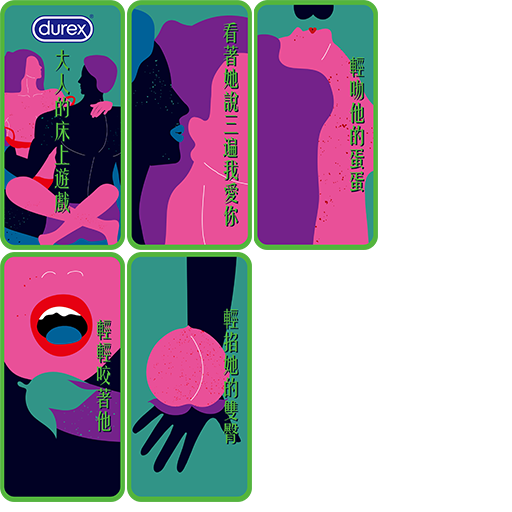 durex
大人的床上遊戲
看著她說三遍我愛你
輕吻他的蛋蛋
輕輕咬著他
輕掐她的雙臀